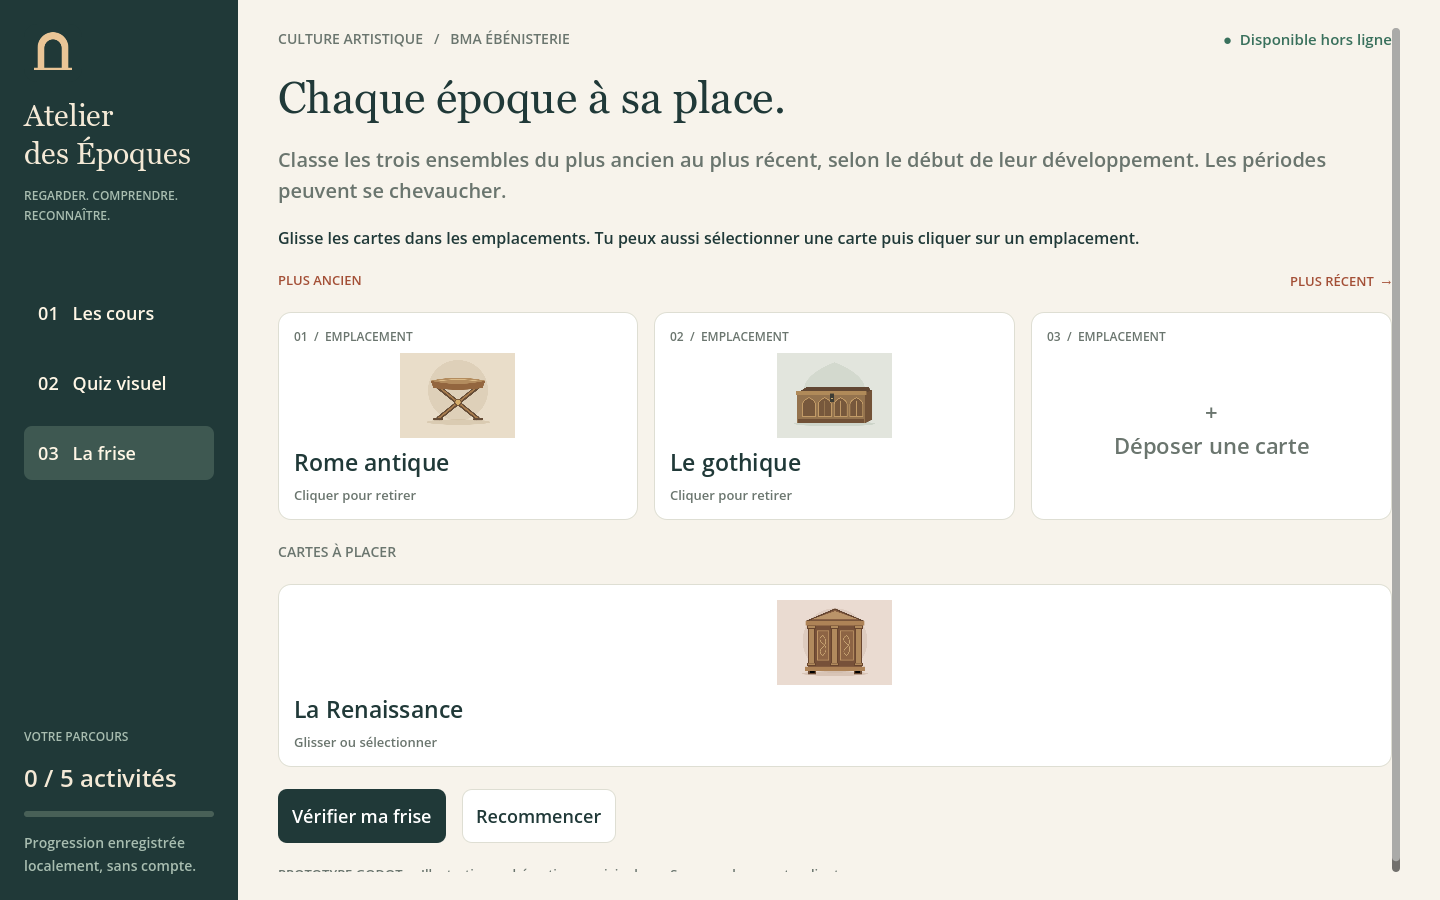 Atelier
des Époques
REGARDER. COMPRENDRE.
RECONNAÎTRE.
01 Les cours
02 Quiz visuel
03 La frise
VOTRE PARCOURS
0 / 5 activités
Progression enregistrée
localement, sans compte.
CULTURE ARTISTIQUE / BMA ÉBÉNISTERIE
● Disponible hors ligne
Chaque époque à sa place.
Classe les trois ensembles du plus ancien au plus récent, selon le début de leur développement. Les périodes
peuvent se chevaucher.
Glisse les cartes dans les emplacements. Tu peux aussi sélectionner une carte puis cliquer sur un emplacement.
PLUS ANCIEN
PLUS RÉCENT →
01 / EMPLACEMENT
Rome antique
Cliquer pour retirer
02 / EMPLACEMENT
Le gothique
Cliquer pour retirer
03 / EMPLACEMENT
+
Déposer une carte
CARTES À PLACER
La Renaissance
Glisser ou sélectionner
Vérifier ma frise
Recommencer
PROTOTYPE GODOT